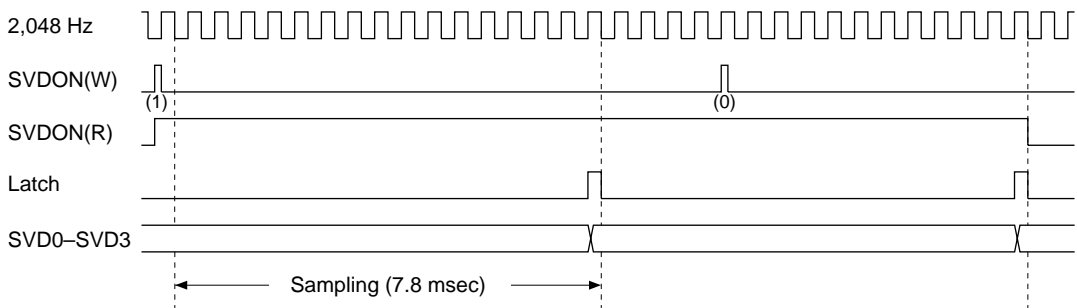 2,048 Hz
SVDON(W)
(1)
(0)
SVDON(R)
Latch
SVD0–SVD3
Sampling (7.8 msec)